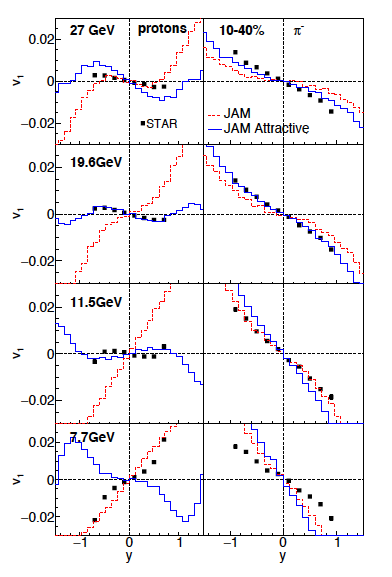 27 GeV protons 10-40% π⁻
0.02
v₁ 0
−0.02
■STAR
JAM
JAM Attractive
19.6GeV
0.02
v₁ 0
−0.02
11.5GeV
0.02
v₁ 0
−0.02
7.7GeV
0.02
v₁ 0
−0.02
−1 0 1 −1 0 1
y y